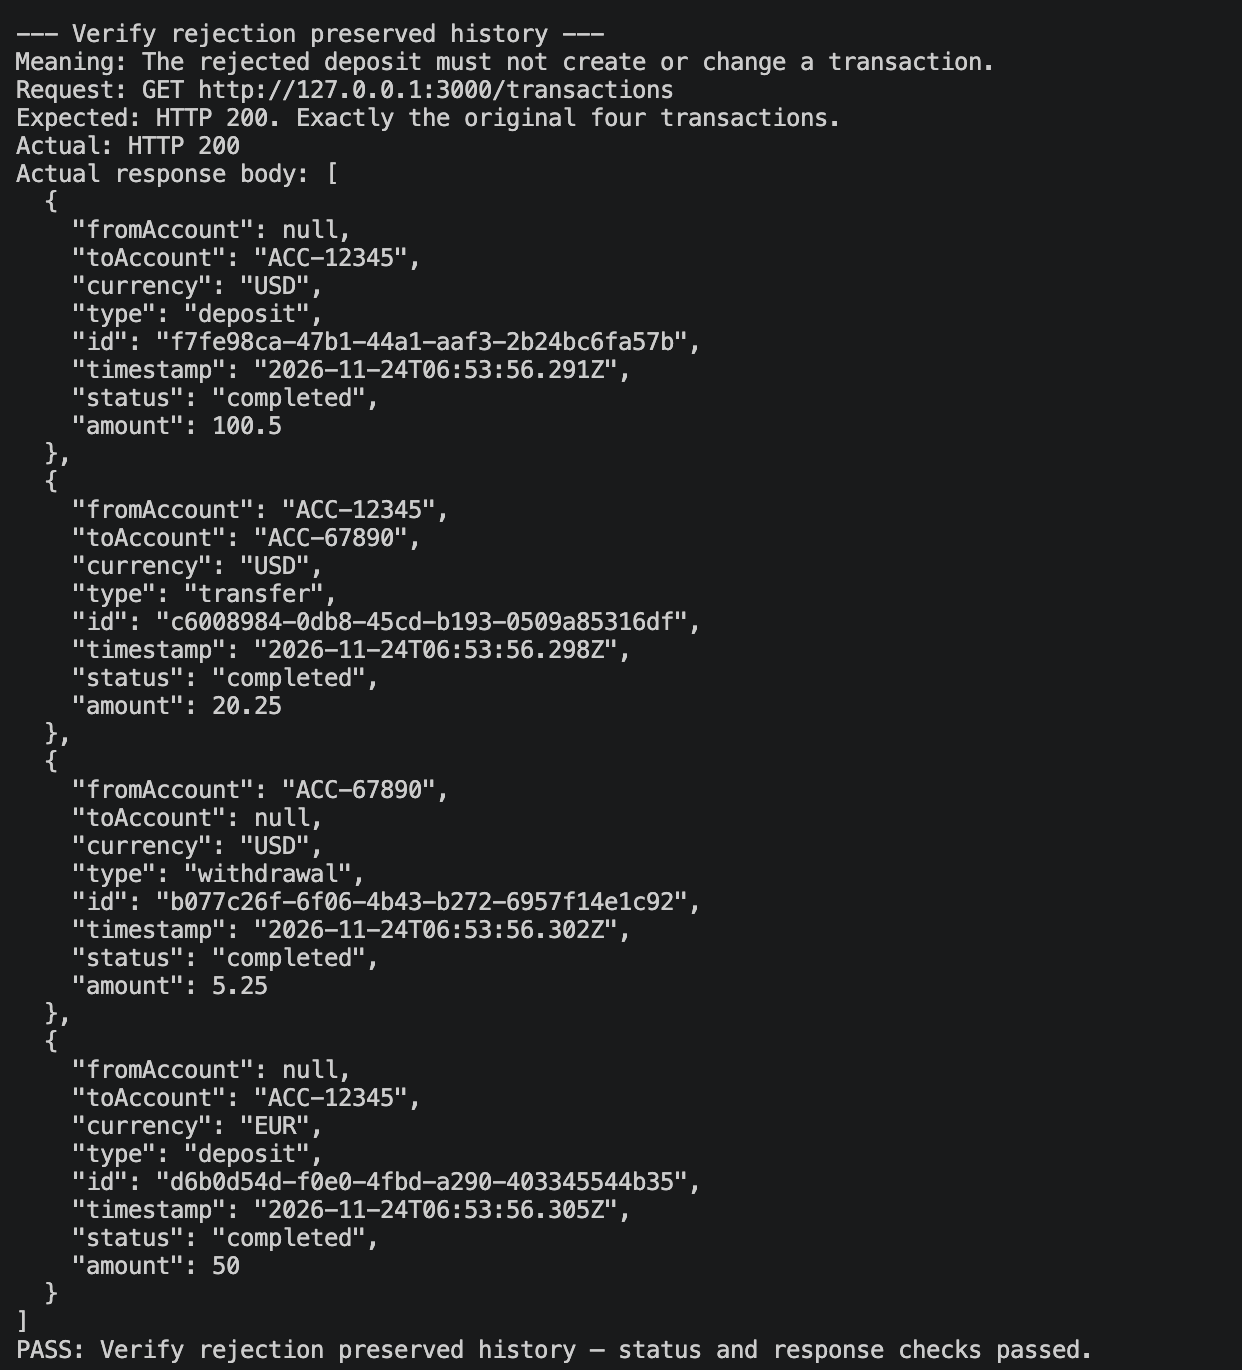 --- Verify rejection preserved history ---
Meaning: The rejected deposit must not create or change a transaction.
Request: GET http://127.0.0.1:3000/transactions
Expected: HTTP 200. Exactly the original four transactions.
Actual: HTTP 200
Actual response body: [
  {
    "fromAccount": null,
    "toAccount": "ACC-12345",
    "currency": "USD",
    "type": "deposit",
    "id": "f7fe98ca-47b1-44a1-aaf3-2b24bc6fa57b",
    "timestamp": "2026-11-24T06:53:56.291Z",
    "status": "completed",
    "amount": 100.5
  },
  {
    "fromAccount": "ACC-12345",
    "toAccount": "ACC-67890",
    "currency": "USD",
    "type": "transfer",
    "id": "c6008984-0db8-45cd-b193-0509a85316df",
    "timestamp": "2026-11-24T06:53:56.298Z",
    "status": "completed",
    "amount": 20.25
  },
  {
    "fromAccount": "ACC-67890",
    "toAccount": null,
    "currency": "USD",
    "type": "withdrawal",
    "id": "b077c26f-6f06-4b43-b272-6957f14e1c92",
    "timestamp": "2026-11-24T06:53:56.302Z",
    "status": "completed",
    "amount": 5.25
  },
  {
    "fromAccount": null,
    "toAccount": "ACC-12345",
    "currency": "EUR",
    "type": "deposit",
    "id": "d6b0d54d-f0e0-4fbd-a290-403345544b35",
    "timestamp": "2026-11-24T06:53:56.305Z",
    "status": "completed",
    "amount": 50
  }
]
PASS: Verify rejection preserved history — status and response checks passed.